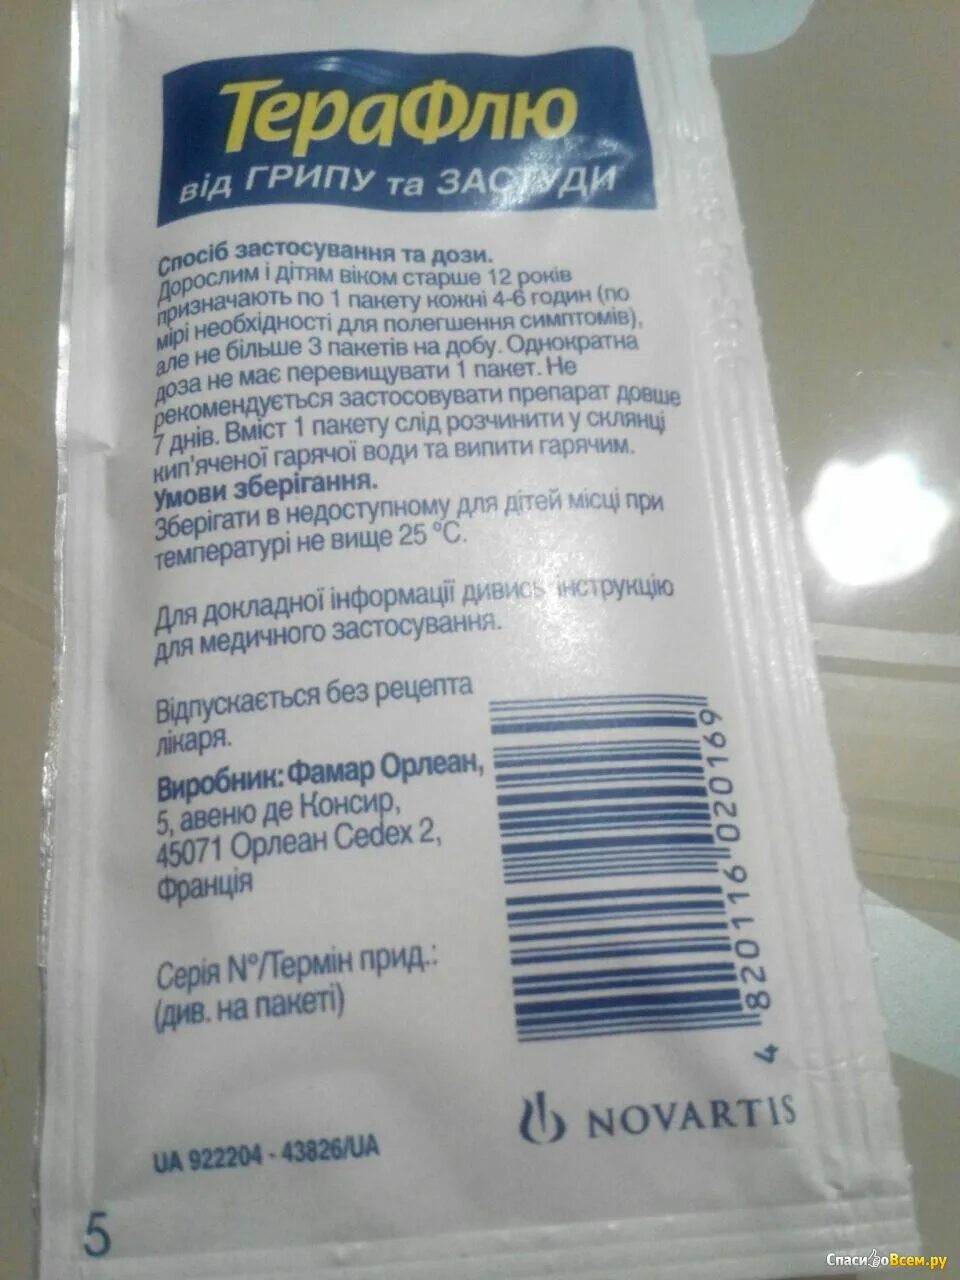 ТераФлю
від ГРИПУ та ЗАСТУДИ
Спосіб застосування та дози.
Дорослим і дітям віком старше 12 років
призначають по 1 пакету кожні 4-6 годин (по
мірі необхідності для полегшення симптомів),
але не більше 3 пакетів на добу. Однократна
доза не має перевищувати 1 пакет. Не
рекомендується застосовувати препарат довше
7 днів. Вміст 1 пакету слід розчинити у склянці
кип'яченої гарячої води та випити гарячим.
Умови зберігання.
Зберігати в недоступному для дітей місці при
температурі не вище 25 °C.
Для докладної інформації дивись інструкцію
для медичного застосування.
Відпускається без рецепта
лікаря.
Виробник: Фамар Орлеан,
5, авеню де Консир,
45071 Орлеан Cedex 2,
Франція
Серія N°/Термін прид.:
(див. на пакеті)
4 820116 020169
NOVARTIS
UA 922204 - 43826/UA
5
СпасибоВсем.ру